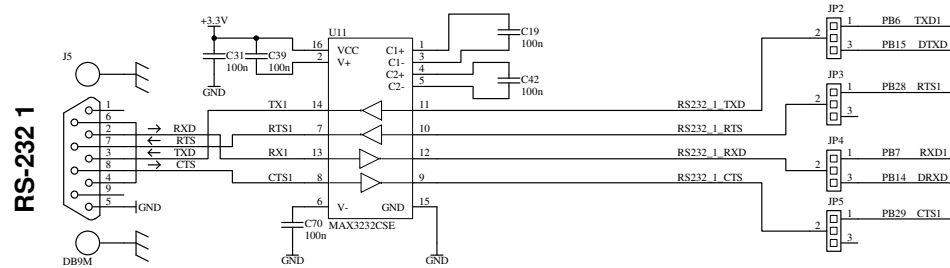 RS-232 1
J5
1
6
2
7
3
8
4
9
5
RXD
RTS
TXD
CTS
GND
DB9M
+3.3V
C31
100n
C39
100n
GND
U11
16 VCC C1+ 1
2 V+ C1- 3
C2+ 4
C2- 5
C19
100n
C42
100n
TX1 14 11 RS232_1_TXD
RTS1 7 10 RS232_1_RTS
RX1 13 12 RS232_1_RXD
CTS1 8 9 RS232_1_CTS
6 V- GND 15
C70
100n
MAX3232CSE
GND
GND
JP2
1 PB6 TXD1
2
3 PB15 DTXD
JP3
1 PB28 RTS1
2
3
JP4
1 PB7 RXD1
2
3 PB14 DRXD
JP5
1 PB29 CTS1
2
3